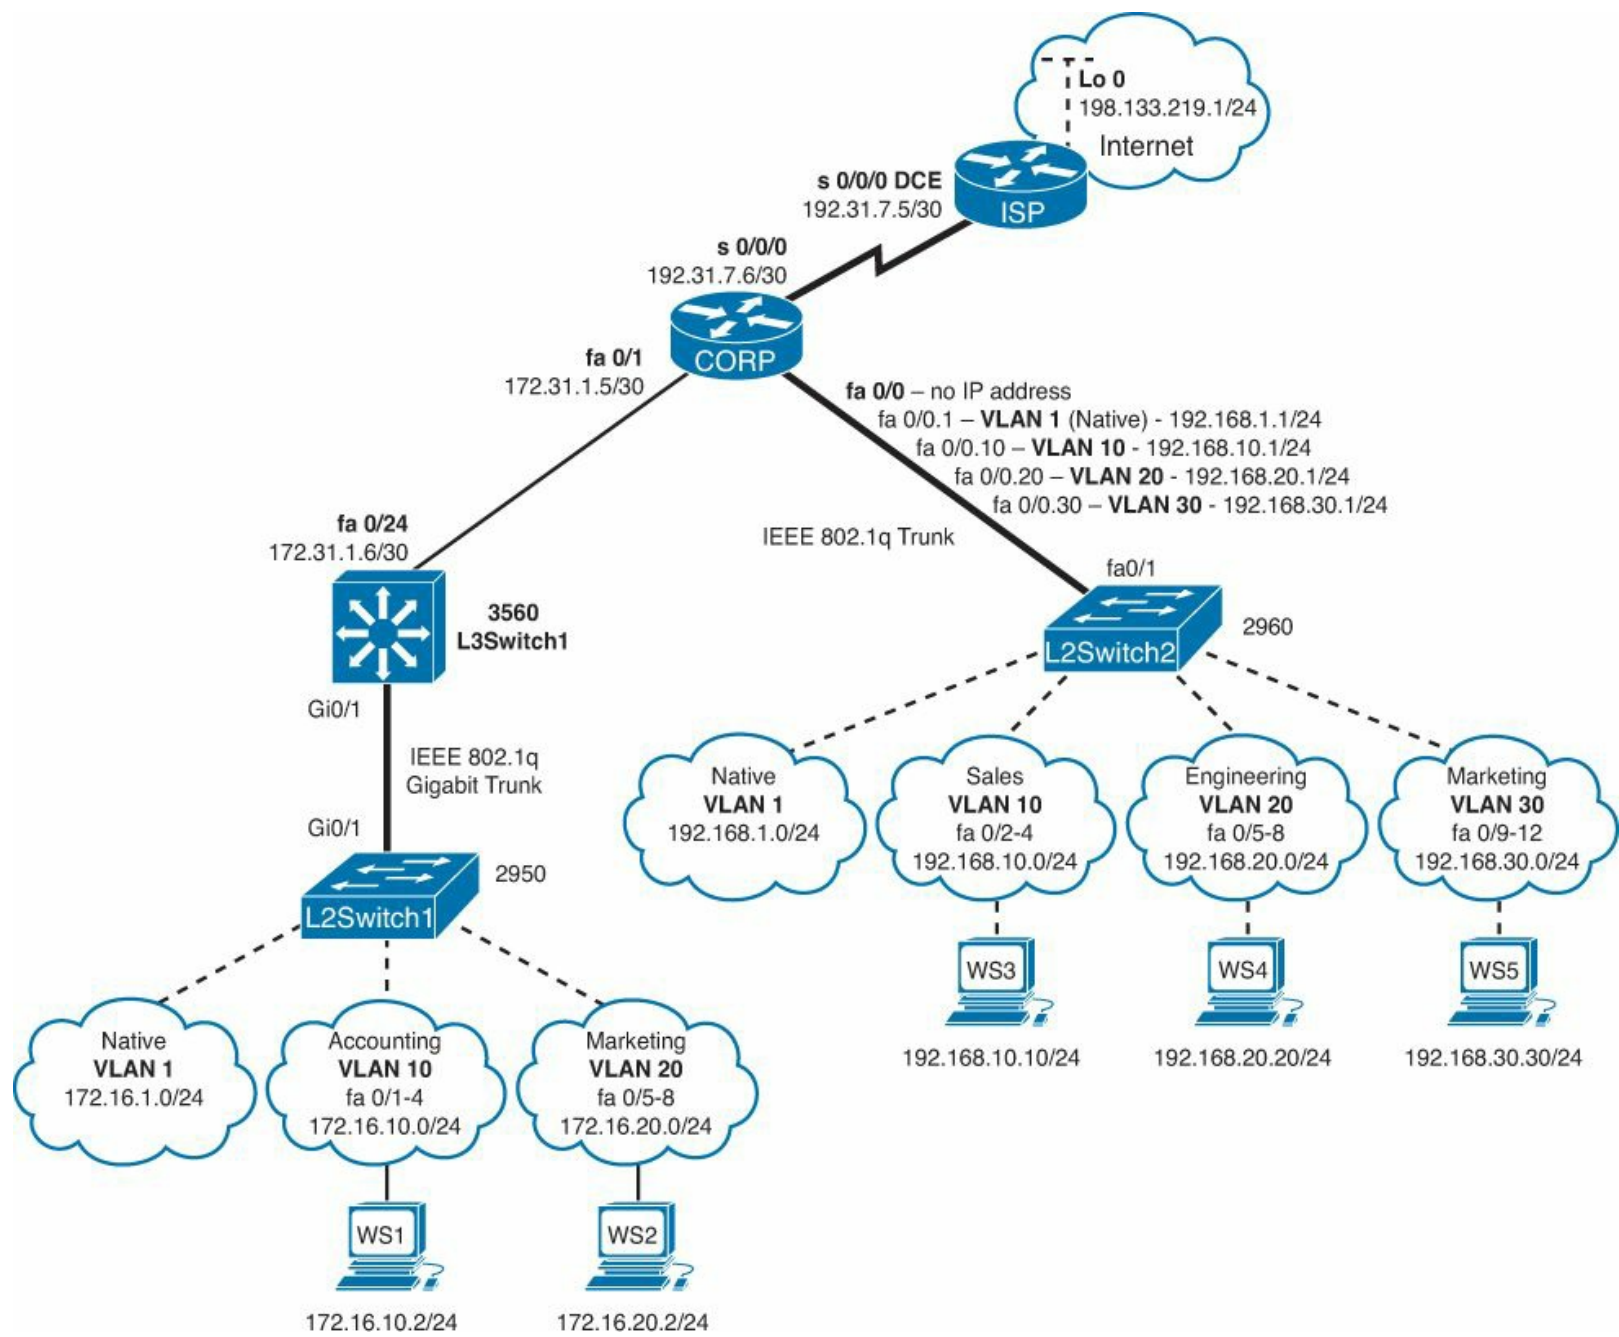 Lo 0
198.133.219.1/24
Internet
s 0/0/0 DCE
192.31.7.5/30
ISP
s 0/0/0
192.31.7.6/30
CORP
fa 0/1
172.31.1.5/30
fa 0/0 – no IP address
fa 0/0.1 – VLAN 1 (Native) - 192.168.1.1/24
fa 0/0.10 – VLAN 10 - 192.168.10.1/24
fa 0/0.20 – VLAN 20 - 192.168.20.1/24
fa 0/0.30 – VLAN 30 - 192.168.30.1/24
IEEE 802.1q Trunk
fa 0/24
172.31.1.6/30
3560
L3Switch1
fa0/1
2960
L2Switch2
Gi0/1
IEEE 802.1q
Gigabit Trunk
Gi0/1
2950
L2Switch1
Native
VLAN 1
192.168.1.0/24
Sales
VLAN 10
fa 0/2-4
192.168.10.0/24
Engineering
VLAN 20
fa 0/5-8
192.168.20.0/24
Marketing
VLAN 30
fa 0/9-12
192.168.30.0/24
WS3
192.168.10.10/24
WS4
192.168.20.20/24
WS5
192.168.30.30/24
Native
VLAN 1
172.16.1.0/24
Accounting
VLAN 10
fa 0/1-4
172.16.10.0/24
Marketing
VLAN 20
fa 0/5-8
172.16.20.0/24
WS1
172.16.10.2/24
WS2
172.16.20.2/24